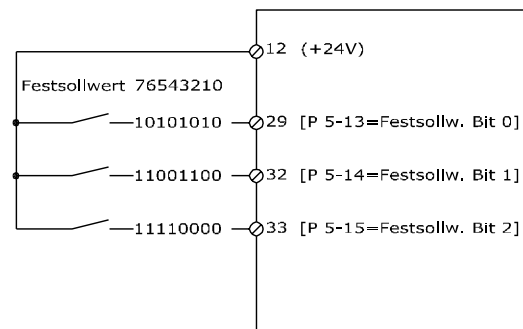 12 (+24V)
Festsollwert 76543210
10101010 29 [P 5-13=Festsollw. Bit 0]
11001100 32 [P 5-14=Festsollw. Bit 1]
11110000 33 [P 5-15=Festsollw. Bit 2]